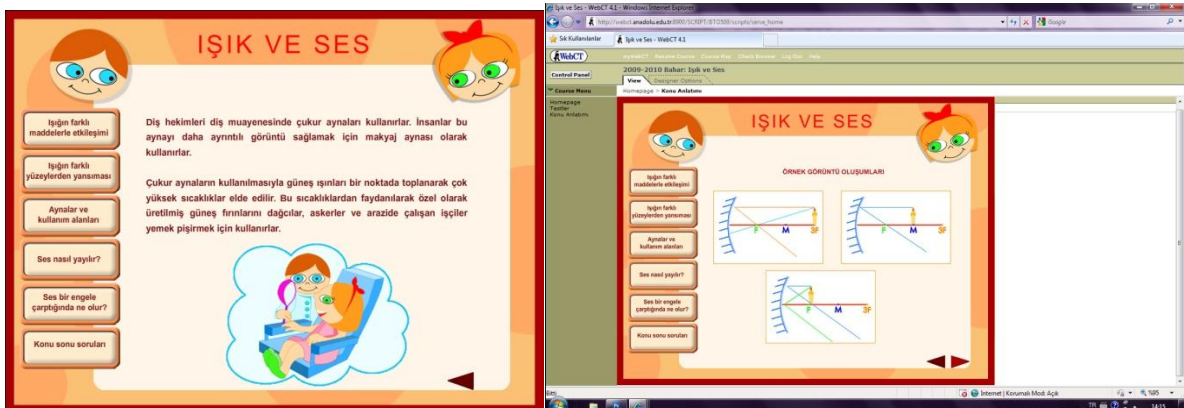 IŞIK VE SES
Işığın farklı
maddelerle etkileşimi
Işığın farklı
yüzeylerden yansıması
Aynalar ve
kullanım alanları
Ses nasıl yayılır?
Ses bir engele
çarptığında ne olur?
Konu sonu soruları
Diş hekimleri diş muayenesinde çukur aynaları kullanırlar. İnsanlar bu
aynayı daha ayrıntılı görüntü sağlamak için makyaj aynası olarak
kullanırlar.
Çukur aynaların kullanılmasıyla güneş ışınları bir noktada toplanarak çok
yüksek sıcaklıklar elde edilir. Bu sıcaklıklardan faydanılarak özel olarak
üretilmiş güneş fırınlarını dağcılar, askerler ve arazide çalışan işçiler
yemek pişirmek için kullanırlar.
Işık ve Ses - WebCT 4.1 - Windows Internet Explorer
Google
Sık Kullanılanlar
Işık ve Ses - WebCT 4.1
WebCT
Control Panel
2009-2010 Bahar: Işık ve Ses
View
Designer Options
Course Menu
Homepage > Konu Anlatımı
Homepage
Testler
Konu Anlatımı
IŞIK VE SES
Işığın farklı
maddelerle etkileşimi
Işığın farklı
yüzeylerden yansıması
Aynalar ve
kullanım alanları
Ses nasıl yayılır?
Ses bir engele
çarptığında ne olur?
Konu sonu soruları
ÖRNEK GÖRÜNTÜ OLUŞUMLARI
F M 3F
F M 3F
F M 3F
Bitti
Internet | Korumalı Mod: Açık
%95
TR
14:15